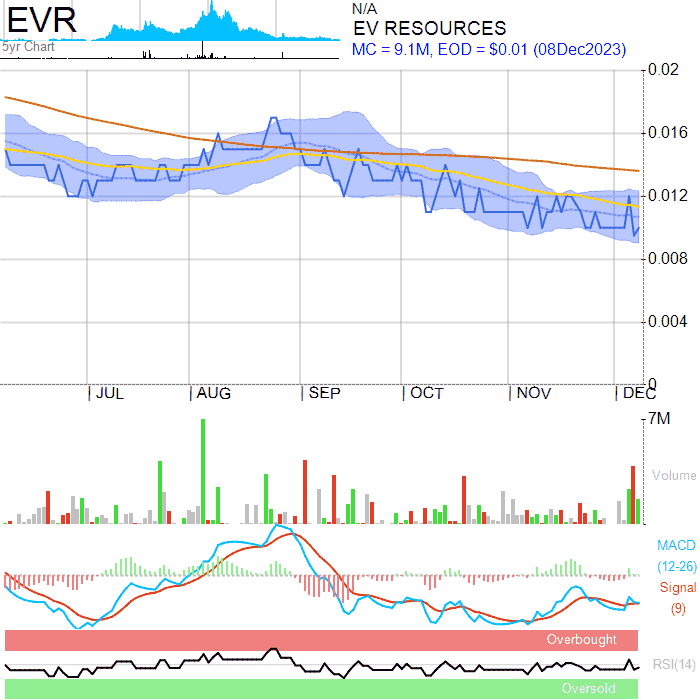 EVR
5yr Chart
N/A
EV RESOURCES
MC = 9.1M, EOD = $0.01 (08Dec2023)
0.02
0.016
0.012
0.008
0.004
0
JUL AUG SEP OCT NOV DEC
7M
Volume
MACD
(12-26)
Signal
(9)
Overbought
RSI(14)
Oversold